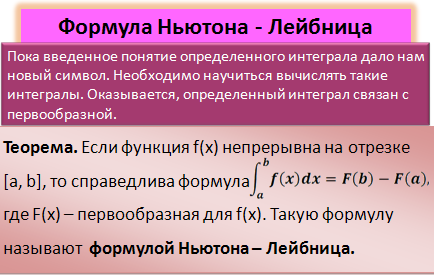 Формула Ньютона - Лейбница
Пока введенное понятие определенного интеграла дало нам
новый символ. Необходимо научиться вычислять такие
интегралы. Оказывается, определенный интеграл связан с
первообразной.
Теорема. Если функция f(x) непрерывна на отрезке
[a, b], то справедлива формула ∫ₐᵇ f(x)dx = F(b) − F(a),
где F(x) – первообразная для f(x). Такую формулу
называют формулой Ньютона – Лейбница.